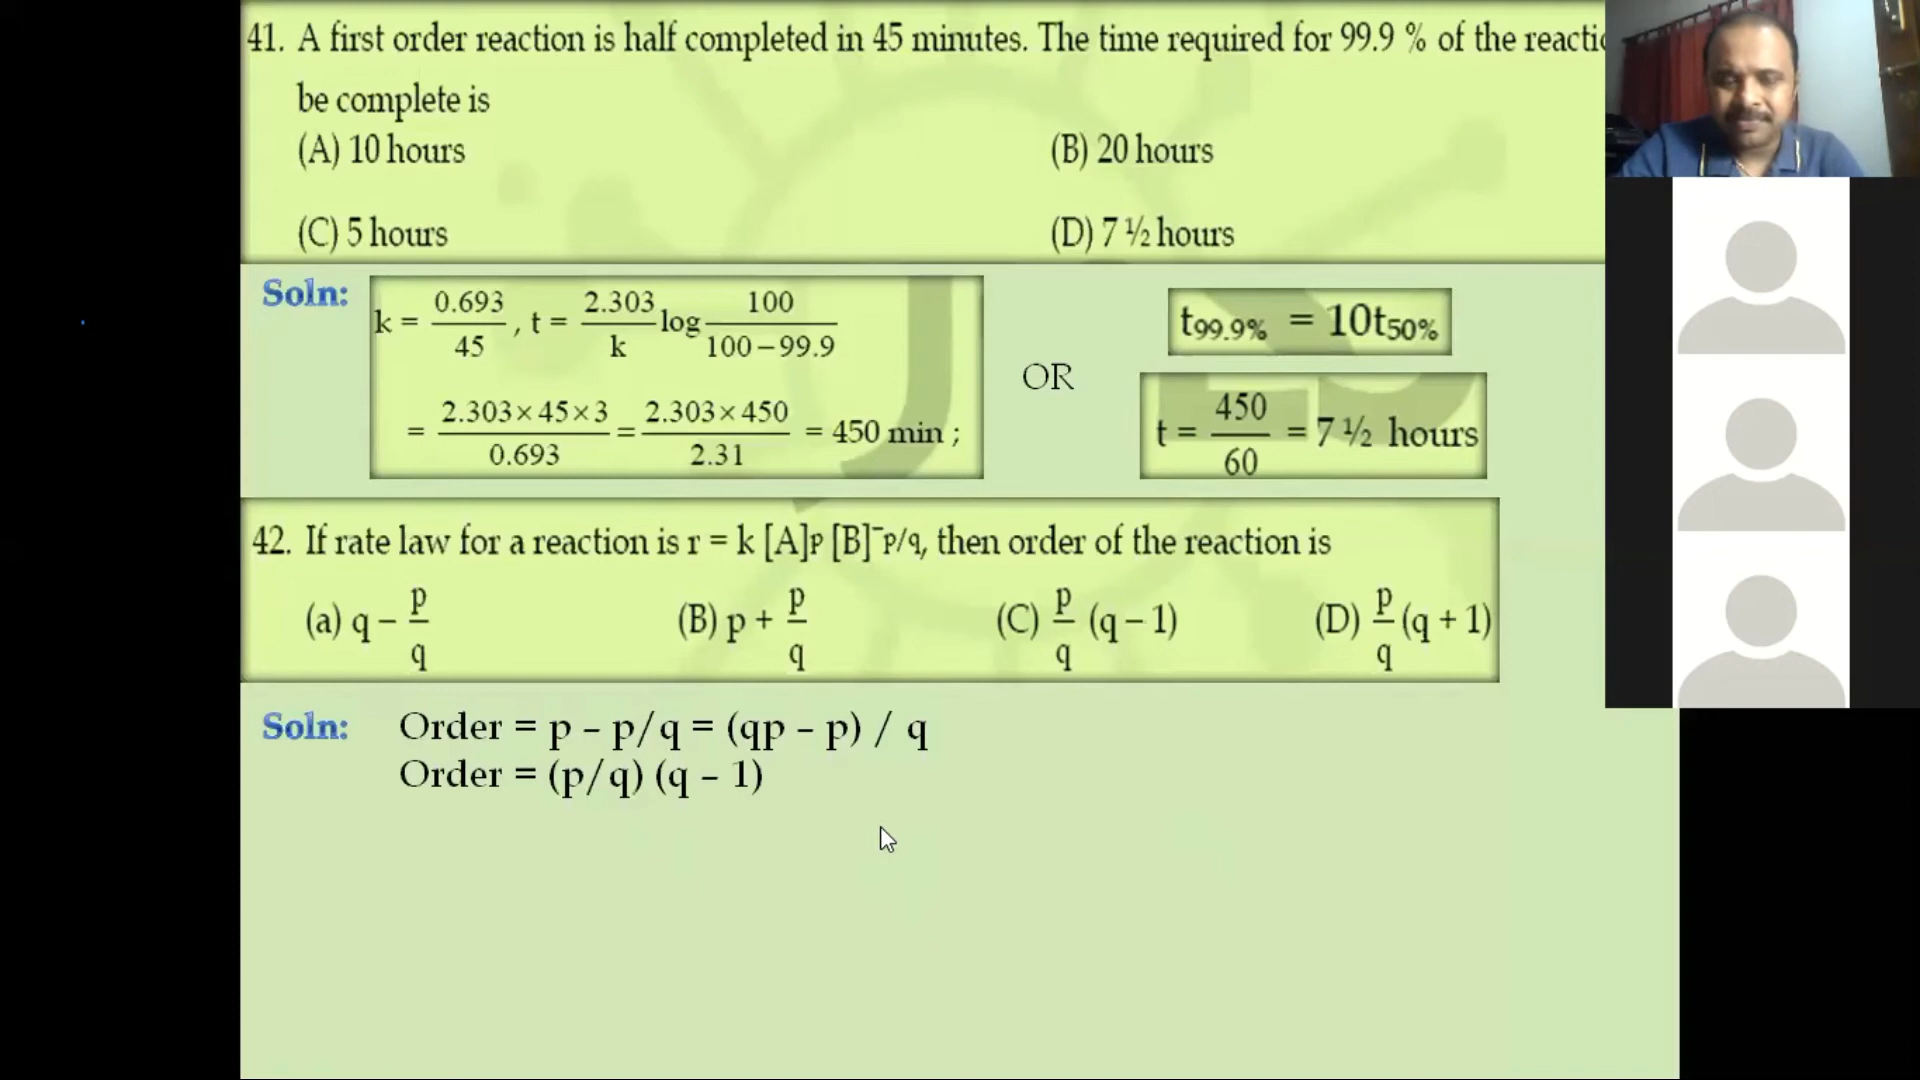 41. A first order reaction is half completed in 45 minutes. The time required for 99.9 % of the
be complete is
(A) 10 hours (B) 20 hours
(C) 5 hours (D) 7 ½ hours
Soln:
k = 0.693/45 , t = 2.303/k log 100/100 – 99.9
= 2.303 × 45 × 3/0.693 = 2.303 × 450/2.31 = 450 min ;
OR
t99.9% = 10t50%
t = 450/60 = 7 ½ hours
42. If rate law for a reaction is r = k [A]p [B]⁻p/q, then order of the reaction is
(a) q – p/q (B) p + p/q (C) p/q (q – 1) (D) p/q (q + 1)
Soln: Order = p – p/q = (qp – p) / q
Order = (p/q) (q – 1)